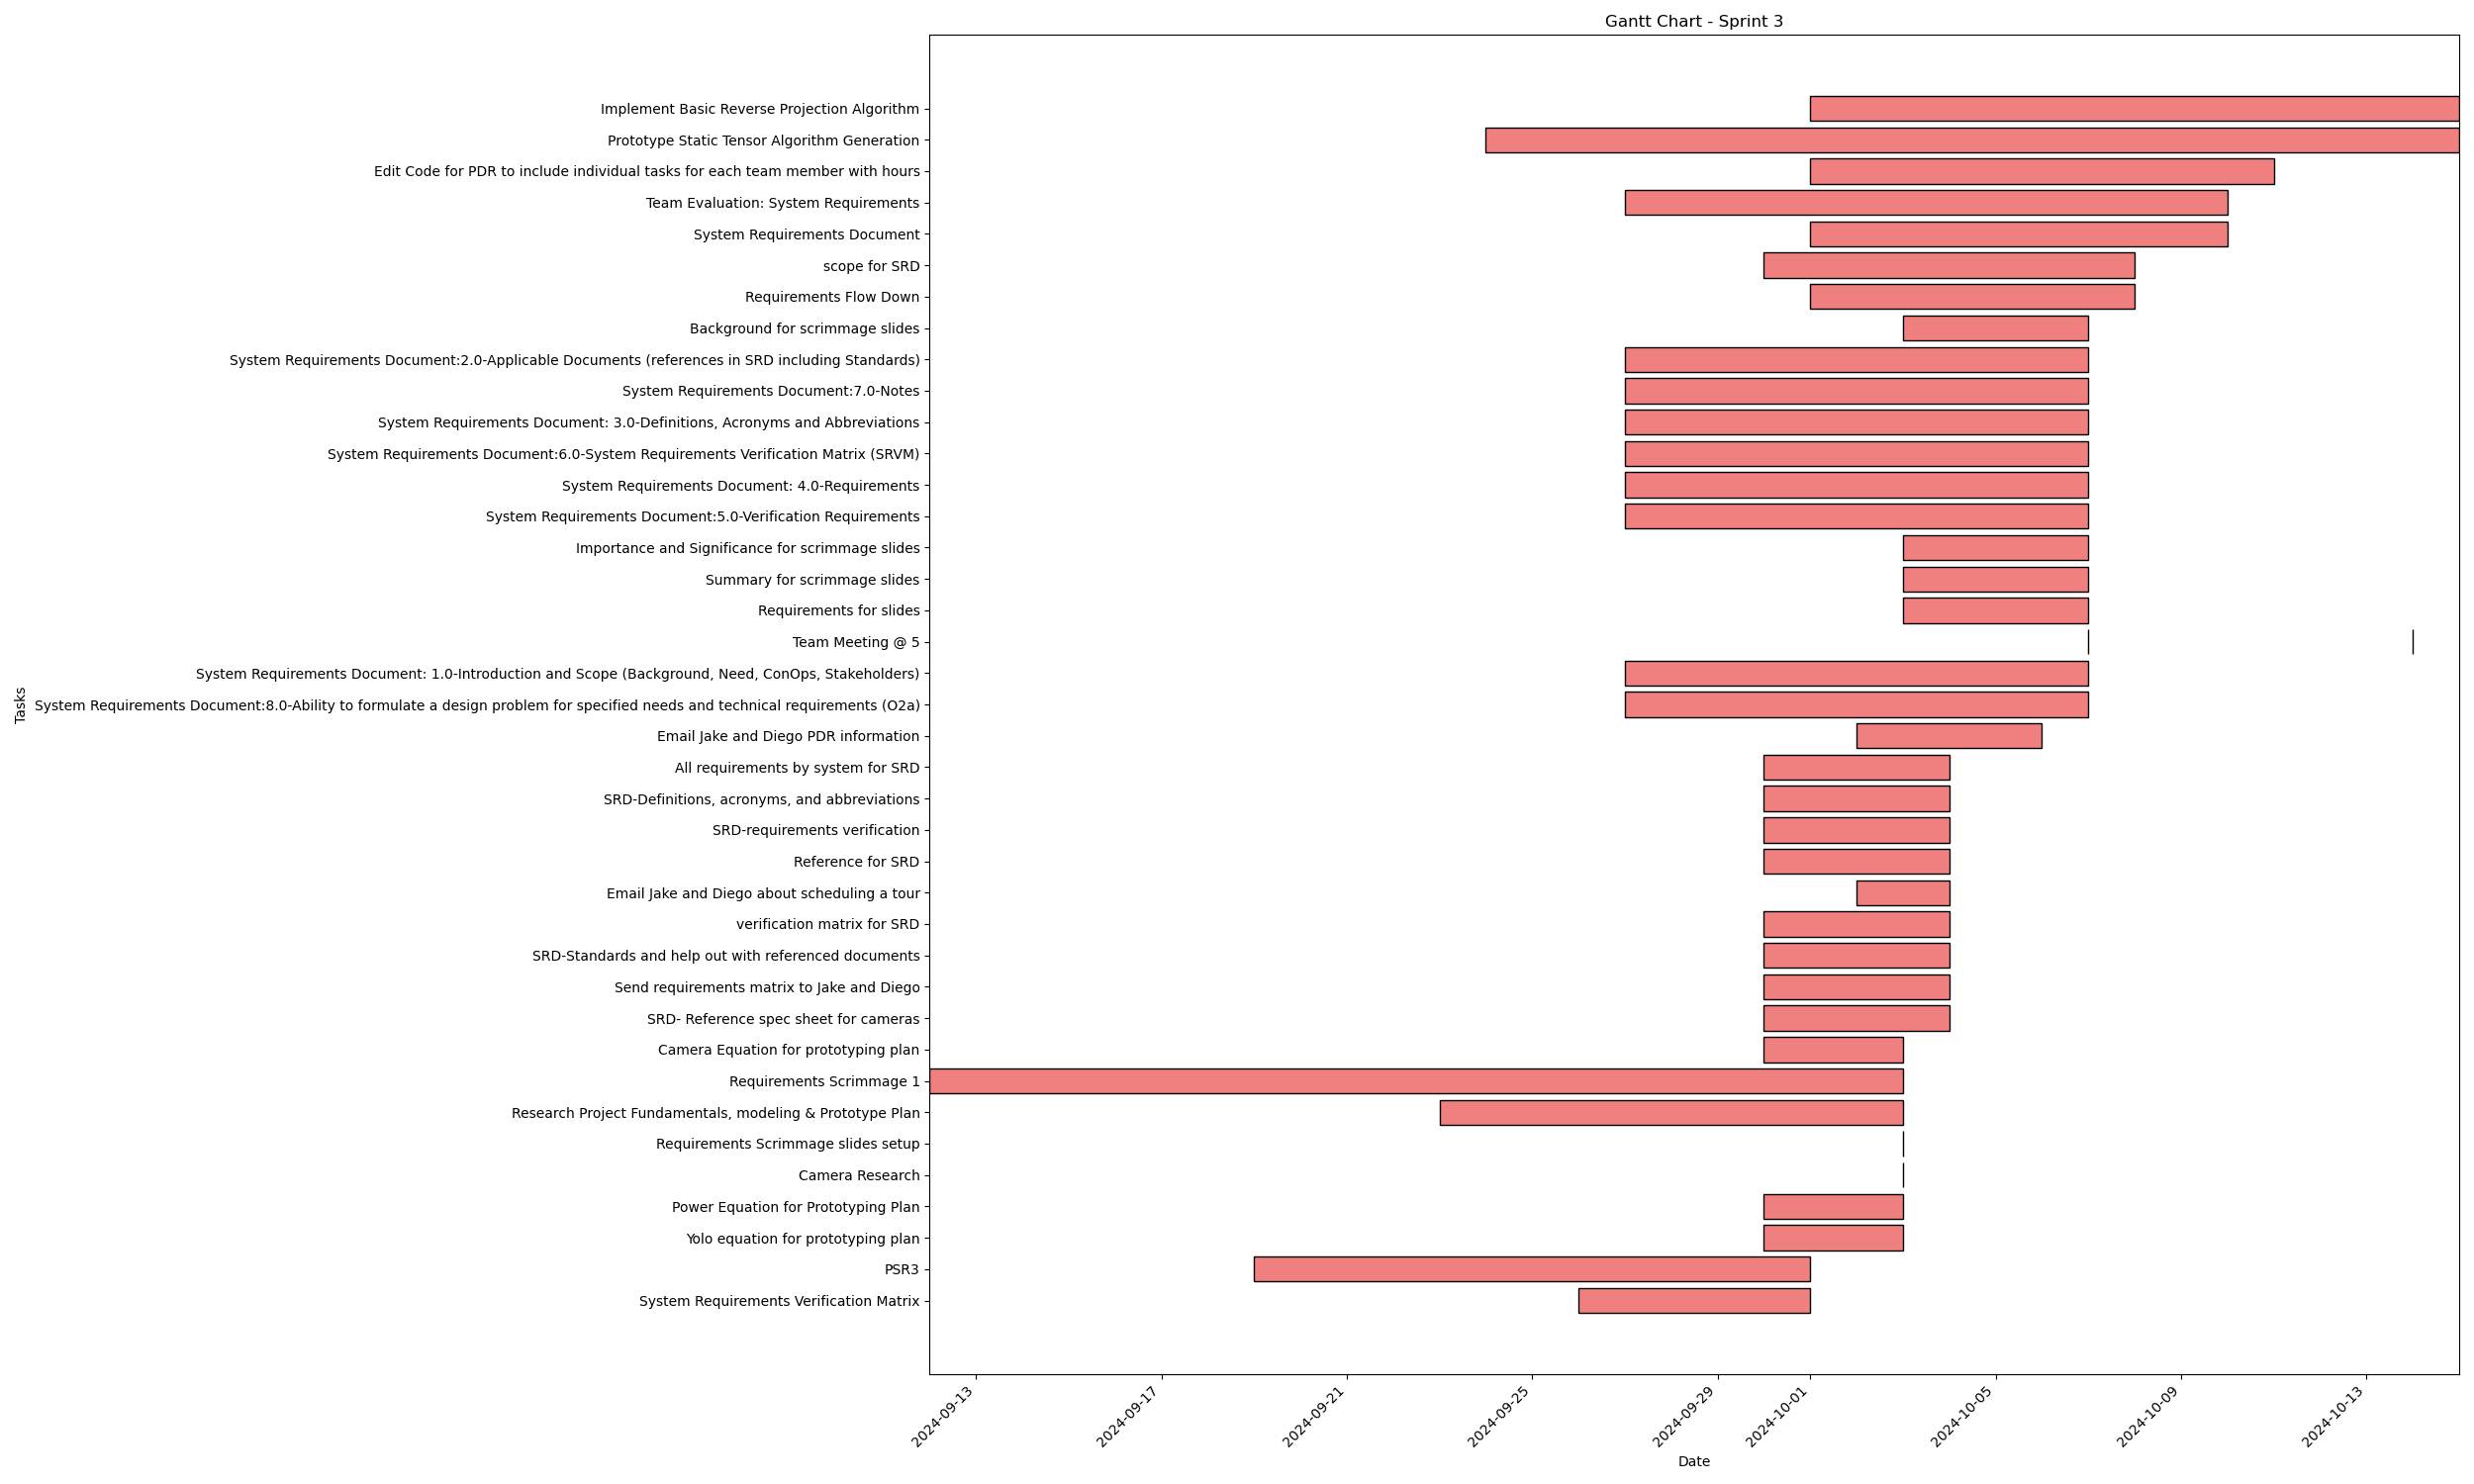 Gantt Chart - Sprint 3
Implement Basic Reverse Projection Algorithm
Prototype Static Tensor Algorithm Generation
Edit Code for PDR to include individual tasks for each team member with hours
Team Evaluation: System Requirements
System Requirements Document
scope for SRD
Requirements Flow Down
Background for scrimmage slides
System Requirements Document:2.0-Applicable Documents (references in SRD including Standards)
System Requirements Document:7.0-Notes
System Requirements Document: 3.0-Definitions, Acronyms and Abbreviations
System Requirements Document:6.0-System Requirements Verification Matrix (SRVM)
System Requirements Document: 4.0-Requirements
System Requirements Document:5.0-Verification Requirements
Importance and Significance for scrimmage slides
Summary for scrimmage slides
Requirements for slides
Team Meeting @ 5
System Requirements Document: 1.0-Introduction and Scope (Background, Need, ConOps, Stakeholders)
System Requirements Document:8.0-Ability to formulate a design problem for specified needs and technical requirements (O2a)
Email Jake and Diego PDR information
All requirements by system for SRD
SRD-Definitions, acronyms, and abbreviations
SRD-requirements verification
Reference for SRD
Email Jake and Diego about scheduling a tour
verification matrix for SRD
SRD-Standards and help out with referenced documents
Send requirements matrix to Jake and Diego
SRD- Reference spec sheet for cameras
Camera Equation for prototyping plan
Requirements Scrimmage 1
Research Project Fundamentals, modeling & Prototype Plan
Requirements Scrimmage slides setup
Camera Research
Power Equation for Prototyping Plan
Yolo equation for prototyping plan
PSR3
System Requirements Verification Matrix
Tasks
2024-09-13
2024-09-17
2024-09-21
2024-09-25
2024-09-29
2024-10-01
2024-10-05
2024-10-09
2024-10-13
Date